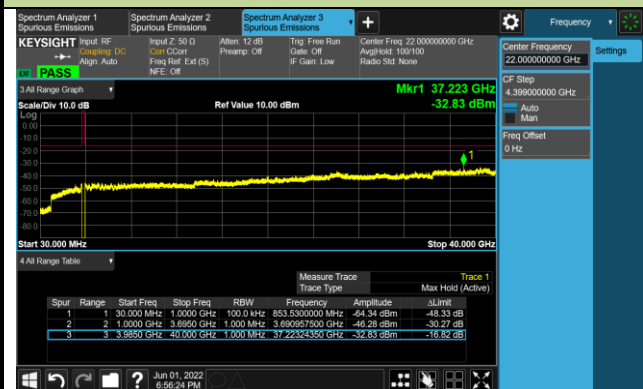 Spectrum Analyzer 1
Spurious Emissions
Spectrum Analyzer 2
Spurious Emissions
Spectrum Analyzer 3
Spurious Emissions
Frequency
KEYSIGHT
Input: RF
Coupling: DC
Align: Auto
Input Z: 50 Ω
Corr CCorr
Freq Ref: Ext (S)
NFE: Off
Atten: 12 dB
Preamp: Off
Trig: Free Run
Gate: Off
IF Gain: Low
Center Freq: 22.000000000 GHz
Avg|Hold: 100/100
Radio Std: None
PASS
Center Frequency
22.000000000 GHz
Settings
CF Step
4.399000000 GHz
Auto
Man
Freq Offset
0 Hz
3 All Range Graph
Mkr1 37.223 GHz
Scale/Div 10.0 dB
Ref Value 10.00 dBm
-32.83 dBm
Log
0.00
-10.0
-20.0
-30.0
-40.0
-50.0
-60.0
-70.0
-80.0
1
Start 30.000 MHz
Stop 40.000 GHz
4 All Range Table
Measure Trace
Trace 1
Trace Type
Max Hold (Active)
Spur Range Start Freq Stop Freq RBW Frequency Amplitude ΔLimit
1 1 30.000 MHz 1.0000 GHz 100.0 kHz 853.5300000 MHz -64.34 dBm -48.33 dB
2 2 1.0000 GHz 3.6950 GHz 1.000 MHz 3.690957500 GHz -46.28 dBm -30.27 dB
3 3 3.9850 GHz 40.000 GHz 1.000 MHz 37.22324350 GHz -32.83 dBm -16.82 dB
Jun 01, 2022
6:56:24 PM